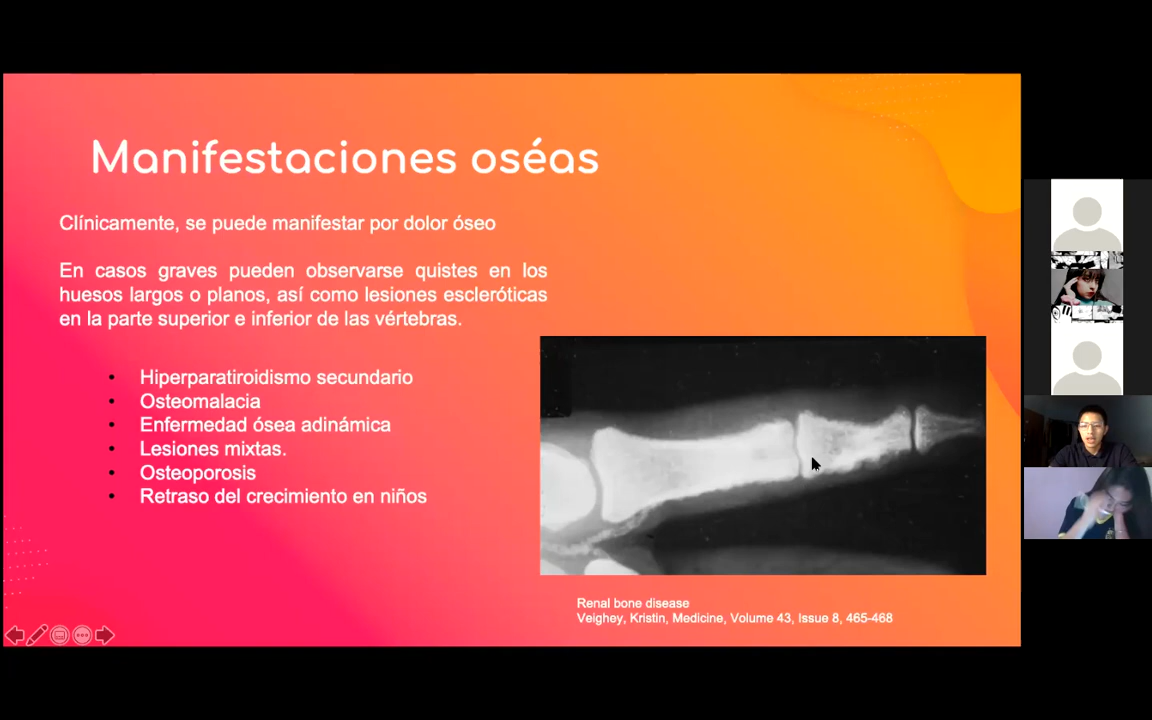 Manifestaciones oséas
Clínicamente, se puede manifestar por dolor óseo
En casos graves pueden observarse quistes en los
huesos largos o planos, así como lesiones escleróticas
en la parte superior e inferior de las vértebras.
• Hiperparatiroidismo secundario
• Osteomalacia
• Enfermedad ósea adinámica
• Lesiones mixtas.
• Osteoporosis
• Retraso del crecimiento en niños
Renal bone disease
Veighey, Kristin, Medicine, Volume 43, Issue 8, 465-468